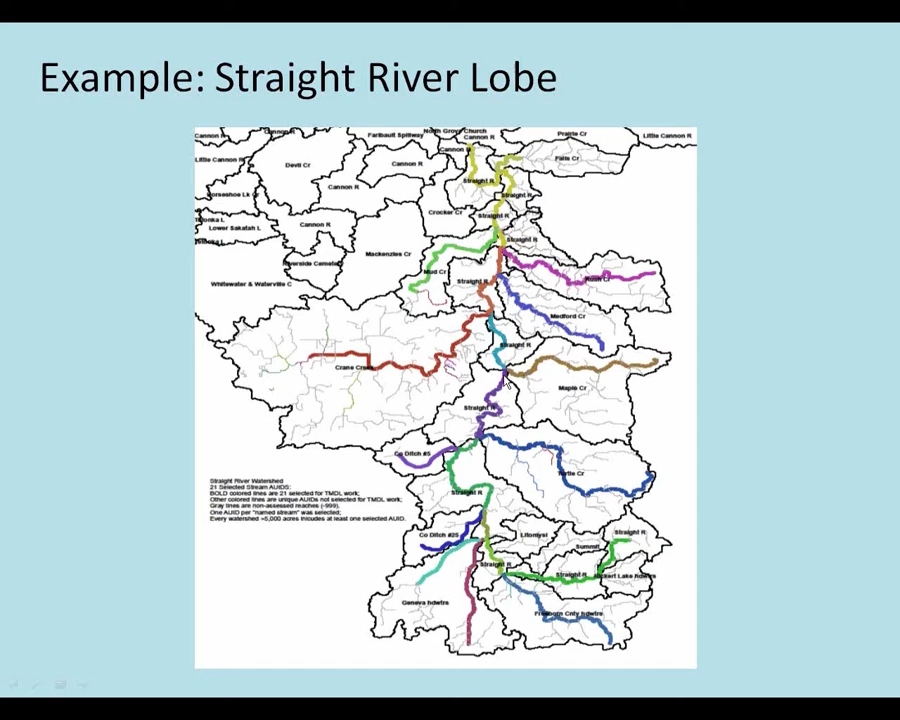 Example: Straight River Lobe
Cannon R
Faribault Spillway
North Grove Church
Cannon R
Prairie Cr
Little Cannon R
Cannon R
Little Cannon R
Devil Cr
Cannon R
Falls Cr
Cannon R
Straight R
Horseshoe Lk
Straight R
Crocker Cr
Straight R
Lower Sakatah L
Cannon R
Straight R
Mackenzies Cr
Riverside Cemete
Mud Cr
Straight R
Rush Cr
Whitewater & Waterville C
Medford Cr
Straight R
Crane Creek
Maple Cr
Straight R
Co Ditch #5
Turtle Cr
Straight River Watershed
21 Selected Stream AUIDS:
BOLD colored lines are 21 selected for TMDL work;
Other colored lines are unique AUIDs not selected for TMDL work;
Gray lines are non-assessed reaches (-999).
One AUID per "named stream" was selected;
Every watershed ~5,000 acres includes at least one selected AUID.
Straight R
Co Ditch #25
Litomysl
Straight R
Summit
Straight R
Straight R
Geneva hdwtrs
Freeborn Cnty hdwtrs